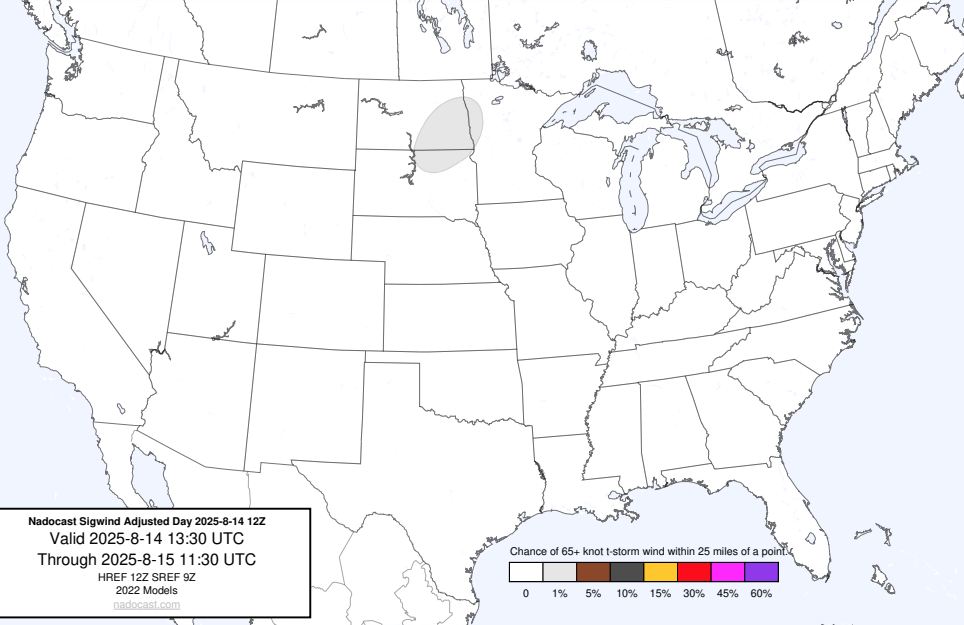 Nadocast Sigwind Adjusted Day 2025-8-14 12Z
Valid 2025-8-14 13:30 UTC
Through 2025-8-15 11:30 UTC
HREF 12Z SREF 9Z
2022 Models
nadocast.com
Chance of 65+ knot t-storm wind within 25 miles of a point.
0 1% 5% 10% 15% 30% 45% 60%